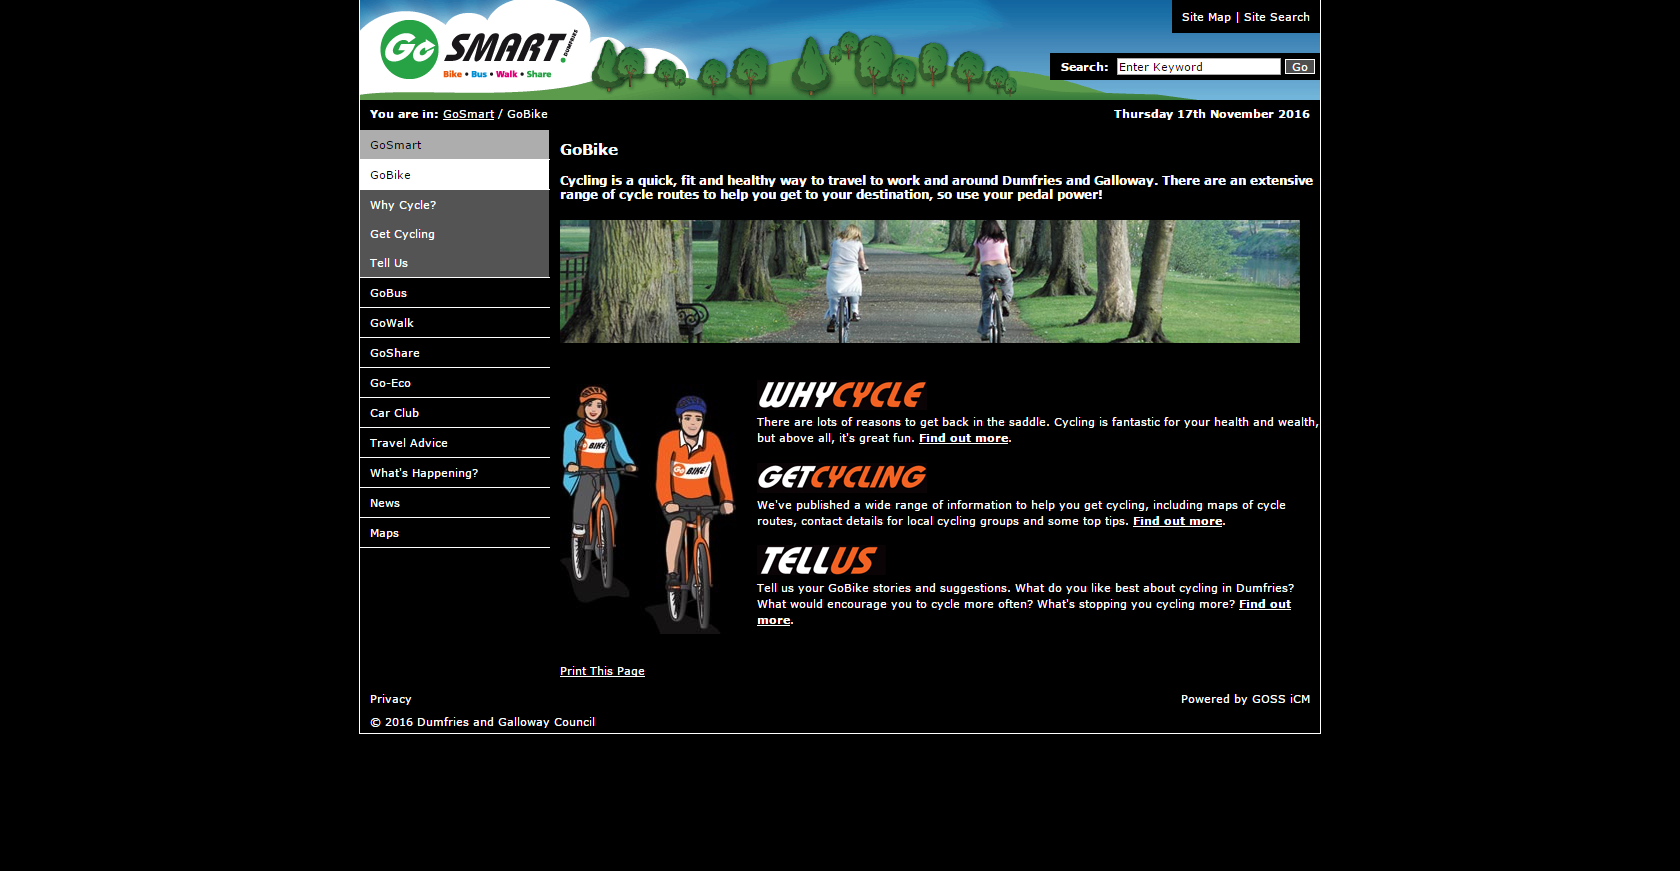 Site Map | Site Search
Go SMART! DUMFRIES
Bike • Bus • Walk • Share
Search: Enter Keyword Go
You are in: GoSmart / GoBike
Thursday 17th November 2016
GoSmart
GoBike
Why Cycle?
Get Cycling
Tell Us
GoBus
GoWalk
GoShare
Go-Eco
Car Club
Travel Advice
What's Happening?
News
Maps
GoBike
Cycling is a quick, fit and healthy way to travel to work and around Dumfries and Galloway. There are an extensive
range of cycle routes to help you get to your destination, so use your pedal power!
Go BIKE!
Go BIKE!
WHYCYCLE
There are lots of reasons to get back in the saddle. Cycling is fantastic for your health and wealth,
but above all, it's great fun. Find out more.
GETCYCLING
We've published a wide range of information to help you get cycling, including maps of cycle
routes, contact details for local cycling groups and some top tips. Find out more.
TELLUS
Tell us your GoBike stories and suggestions. What do you like best about cycling in Dumfries?
What would encourage you to cycle more often? What's stopping you cycling more? Find out
more.
Print This Page
Privacy
Powered by GOSS iCM
© 2016 Dumfries and Galloway Council